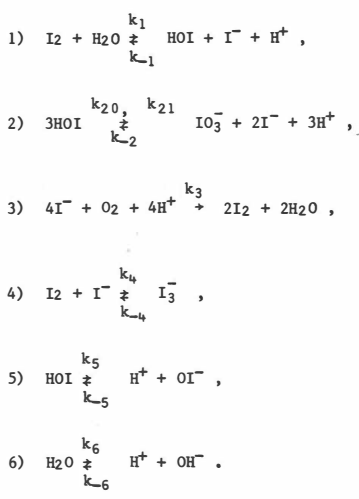 k1
1) I2 + H2O ⇄ HOI + I⁻ + H⁺ ,
k–1
k20, k21
2) 3HOI ⇄ IO3⁻ + 2I⁻ + 3H⁺ ,
k–2
k3
3) 4I⁻ + O2 + 4H⁺ → 2I2 + 2H2O ,
k4
4) I2 + I⁻ ⇄ I3⁻ ,
k–4
k5
5) HOI ⇄ H⁺ + OI⁻ ,
k–5
k6
6) H2O ⇄ H⁺ + OH⁻ .
k–6